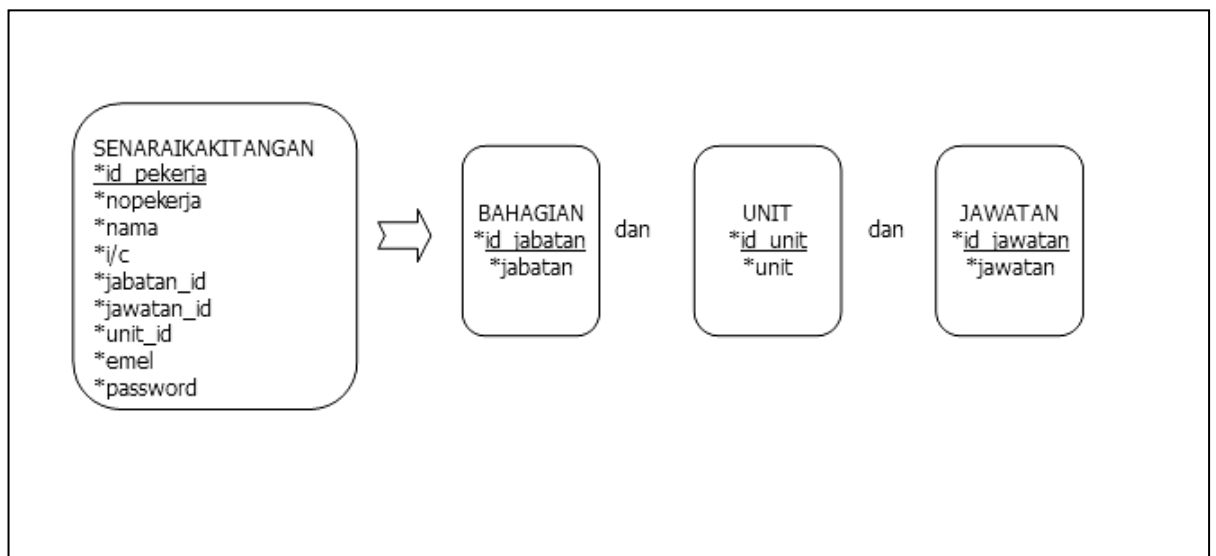 SENARAIKAKITANGAN
*id_pekerja
*nopekerja
*nama
*i/c
*jabatan_id
*jawatan_id
*unit_id
*emel
*password
BAHAGIAN
*id_jabatan
*jabatan
dan
UNIT
*id_unit
*unit
dan
JAWATAN
*id_jawatan
*jawatan